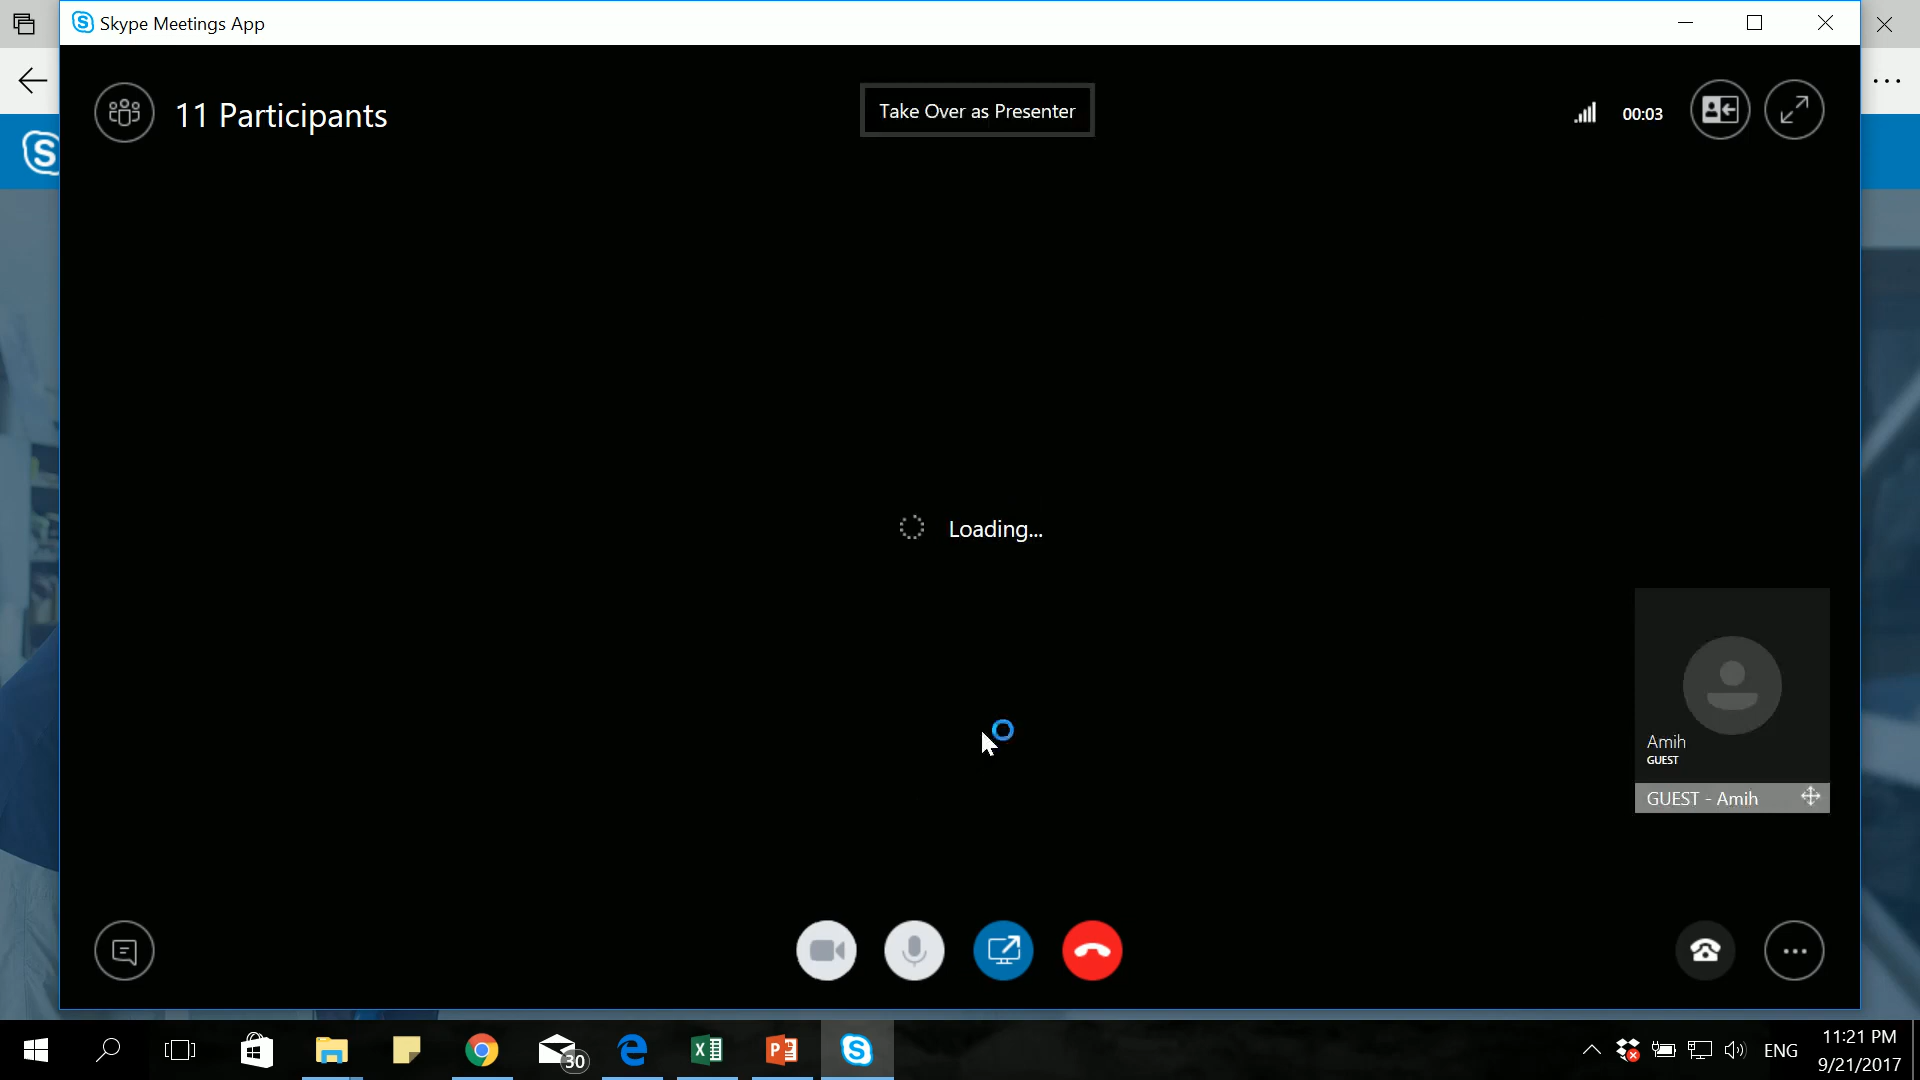 Skype Meetings App
11 Participants
Take Over as Presenter
00:03
Loading...
Amih
GUEST
GUEST - Amih
30
ENG
11:21 PM
9/21/2017